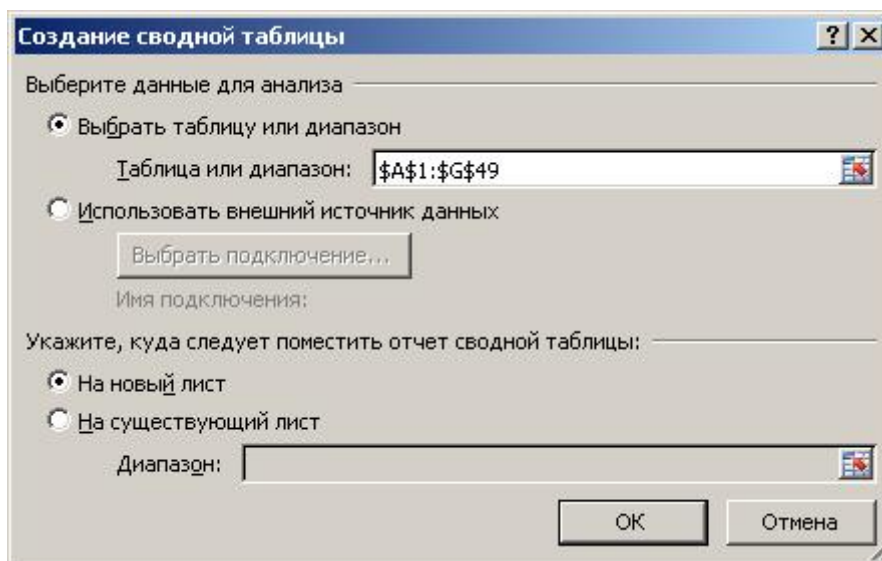 Создание сводной таблицы
Выберите данные для анализа
Выбрать таблицу или диапазон
Таблица или диапазон: $A$1:$G$49
Использовать внешний источник данных
Выбрать подключение...
Имя подключения:
Укажите, куда следует поместить отчет сводной таблицы:
На новый лист
На существующий лист
Диапазон:
ОК Отмена